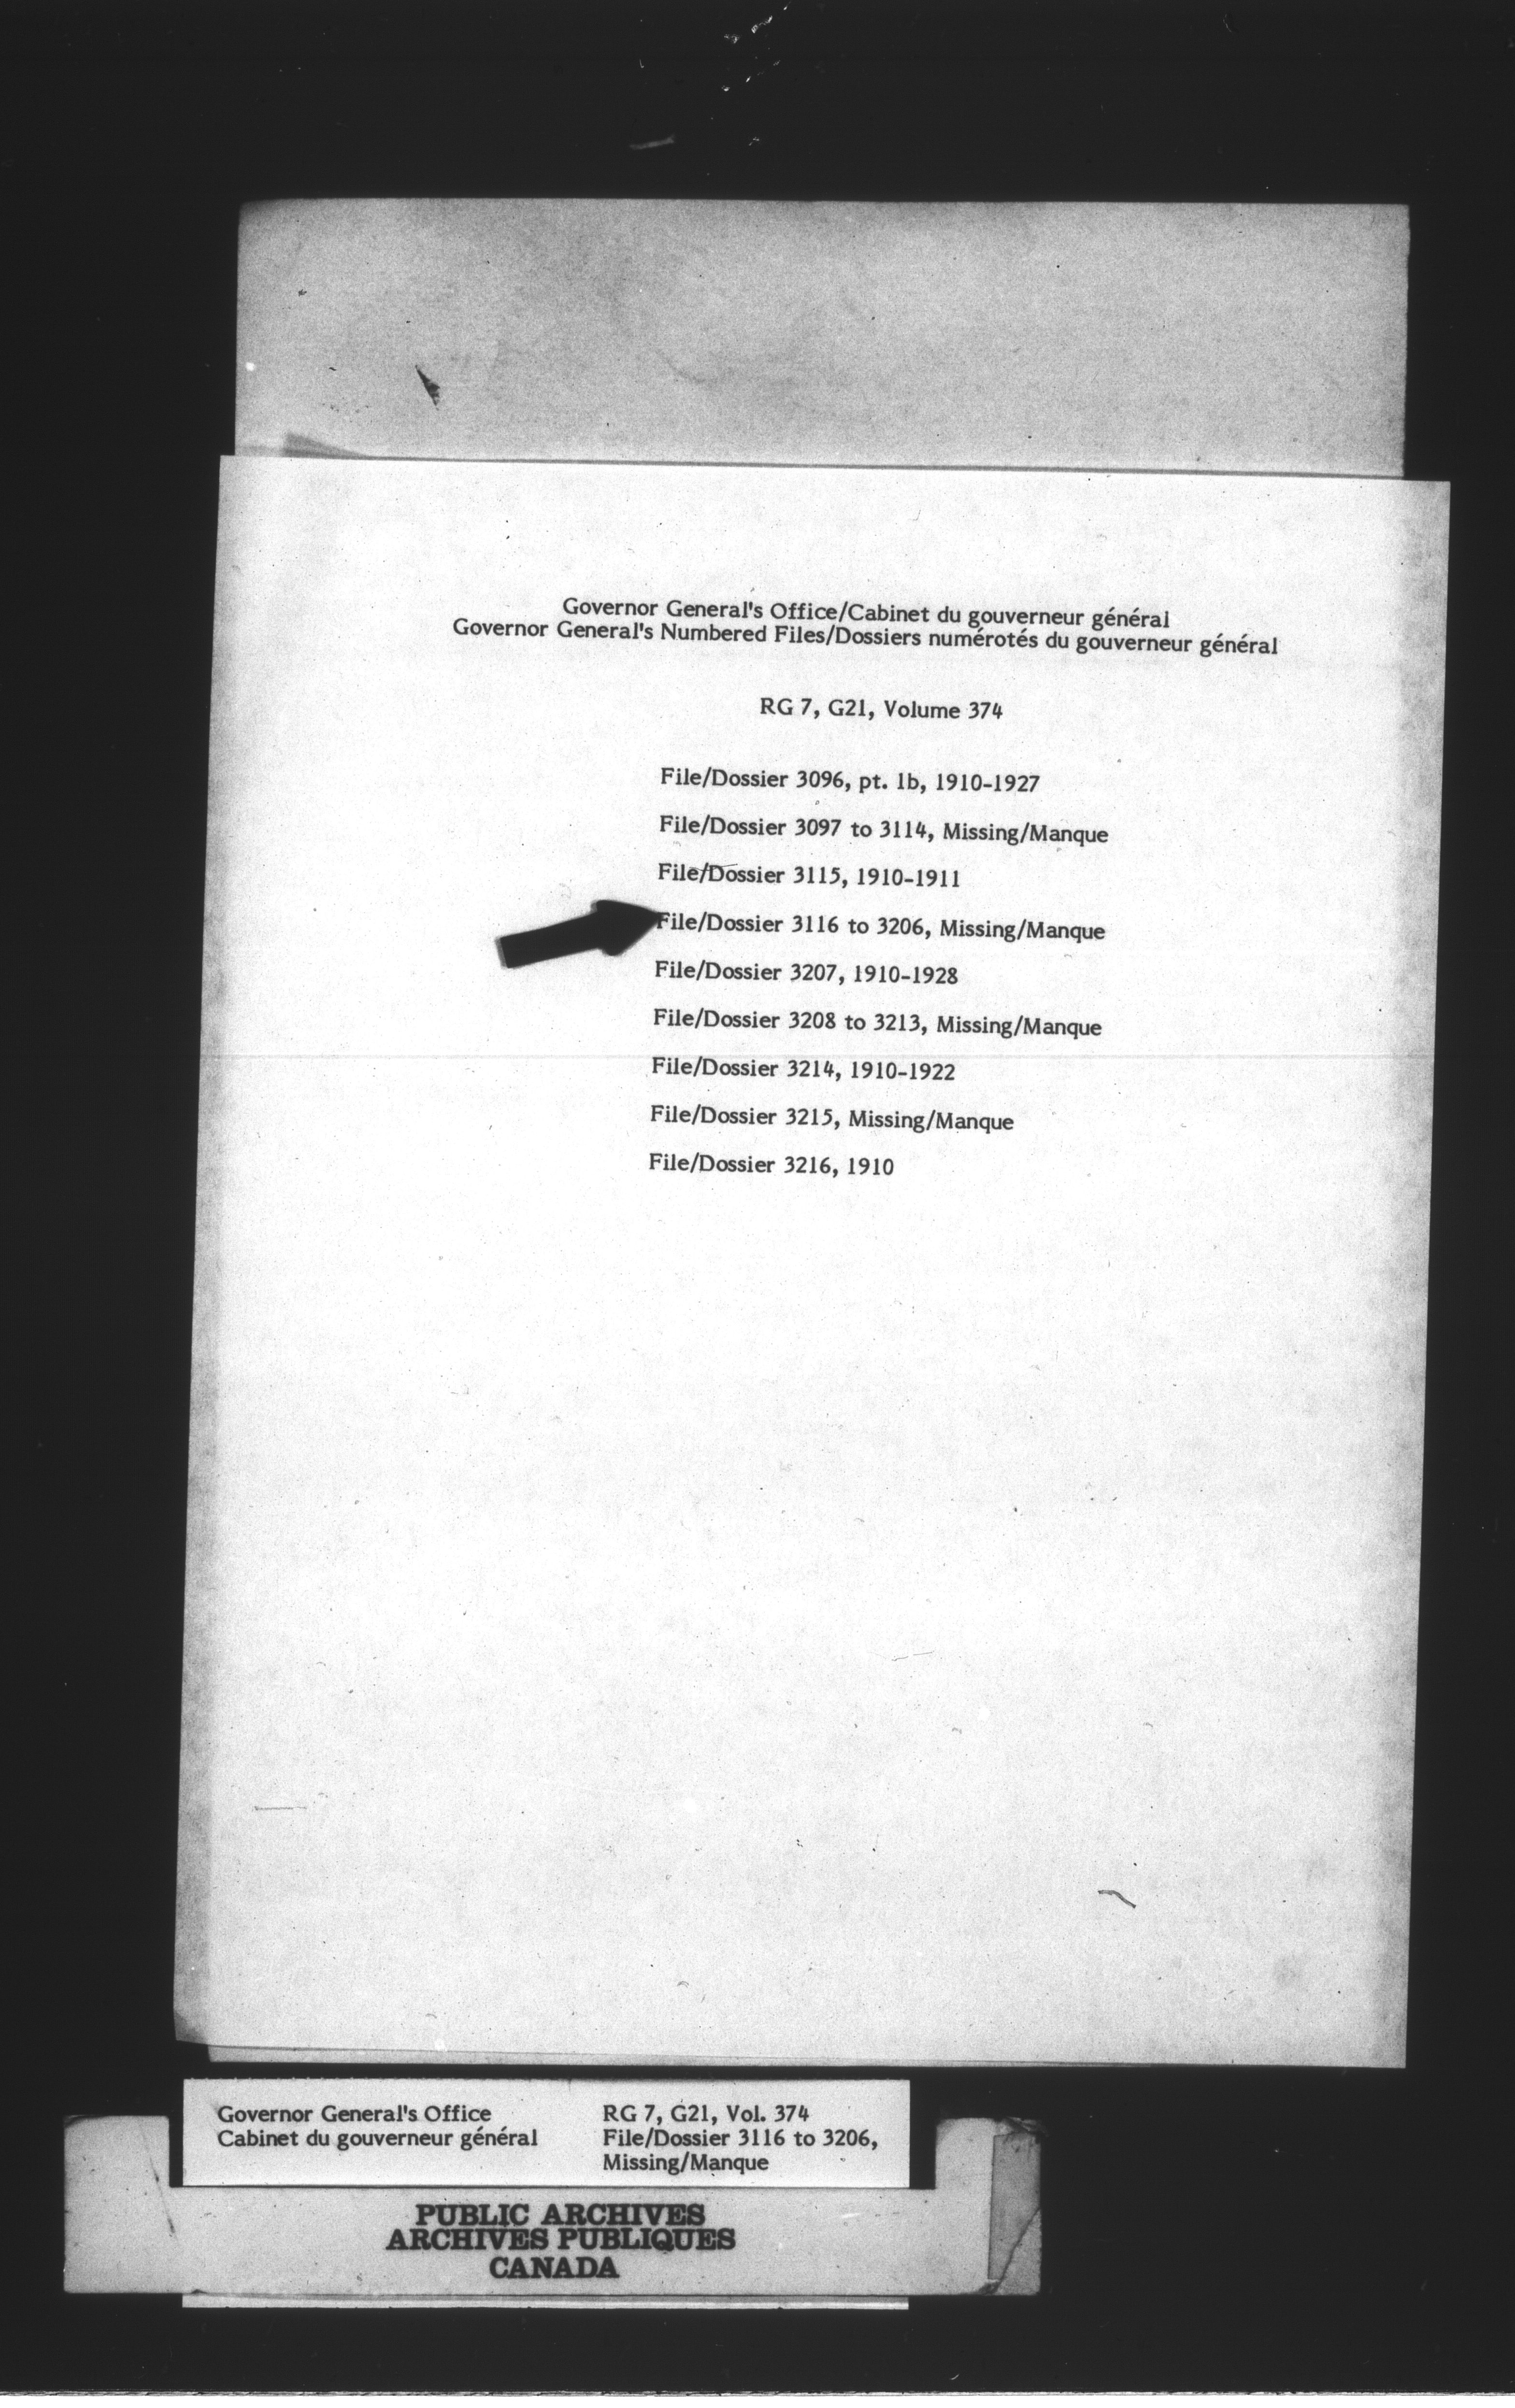 Governor General's Office/Cabinet du gouverneur général
Governor General's Numbered Files/Dossiers numérotés du gouverneur général
RG 7, G21, Volume 374
File/Dossier 3096, pt. 1b, 1910-1927
File/Dossier 3097 to 3114, Missing/Manque
File/Dossier 3115, 1910-1911
File/Dossier 3116 to 3206, Missing/Manque
File/Dossier 3207, 1910-1928
File/Dossier 3208 to 3213, Missing/Manque
File/Dossier 3214, 1910-1922
File/Dossier 3215, Missing/Manque
File/Dossier 3216, 1910
Governor General's Office
Cabinet du gouverneur général
RG 7, G21, Vol. 374
File/Dossier 3116 to 3206,
Missing/Manque
PUBLIC ARCHIVES
ARCHIVES PUBLIQUES
CANADA